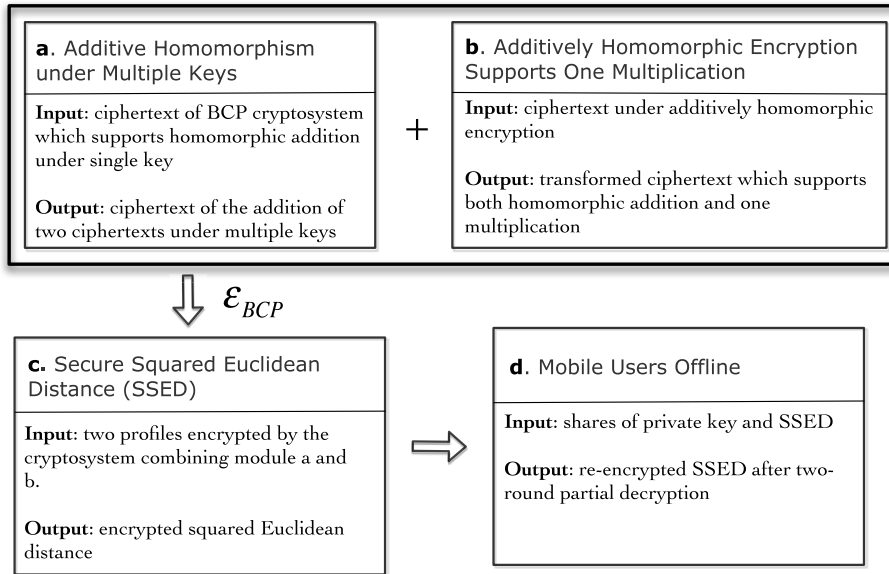 a. Additive Homomorphism
under Multiple Keys
Input: ciphertext of BCP cryptosystem
which supports homomorphic addition
under single key
Output: ciphertext of the addition of
two ciphertexts under multiple keys
+
b. Additively Homomorphic Encryption
Supports One Multiplication
Input: ciphertext under additively homomorphic
encryption
Output: transformed ciphertext which supports
both homomorphic addition and one
multiplication
ε_BCP
c. Secure Squared Euclidean
Distance (SSED)
Input: two profiles encrypted by the
cryptosystem combining module a and
b.
Output: encrypted squared Euclidean
distance
d. Mobile Users Offline
Input: shares of private key and SSED
Output: re-encrypted SSED after two-
round partial decryption